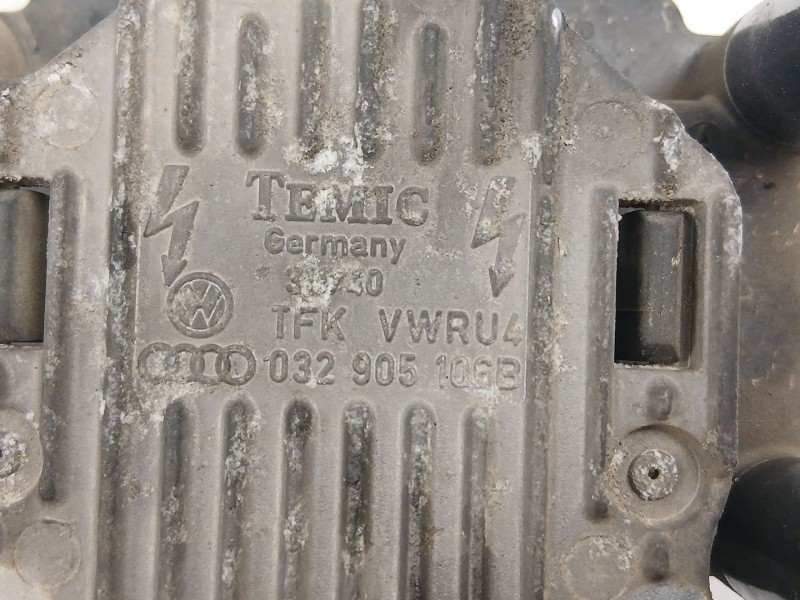 TEMIC
Germany
TFK VWRU4
032 905 106B